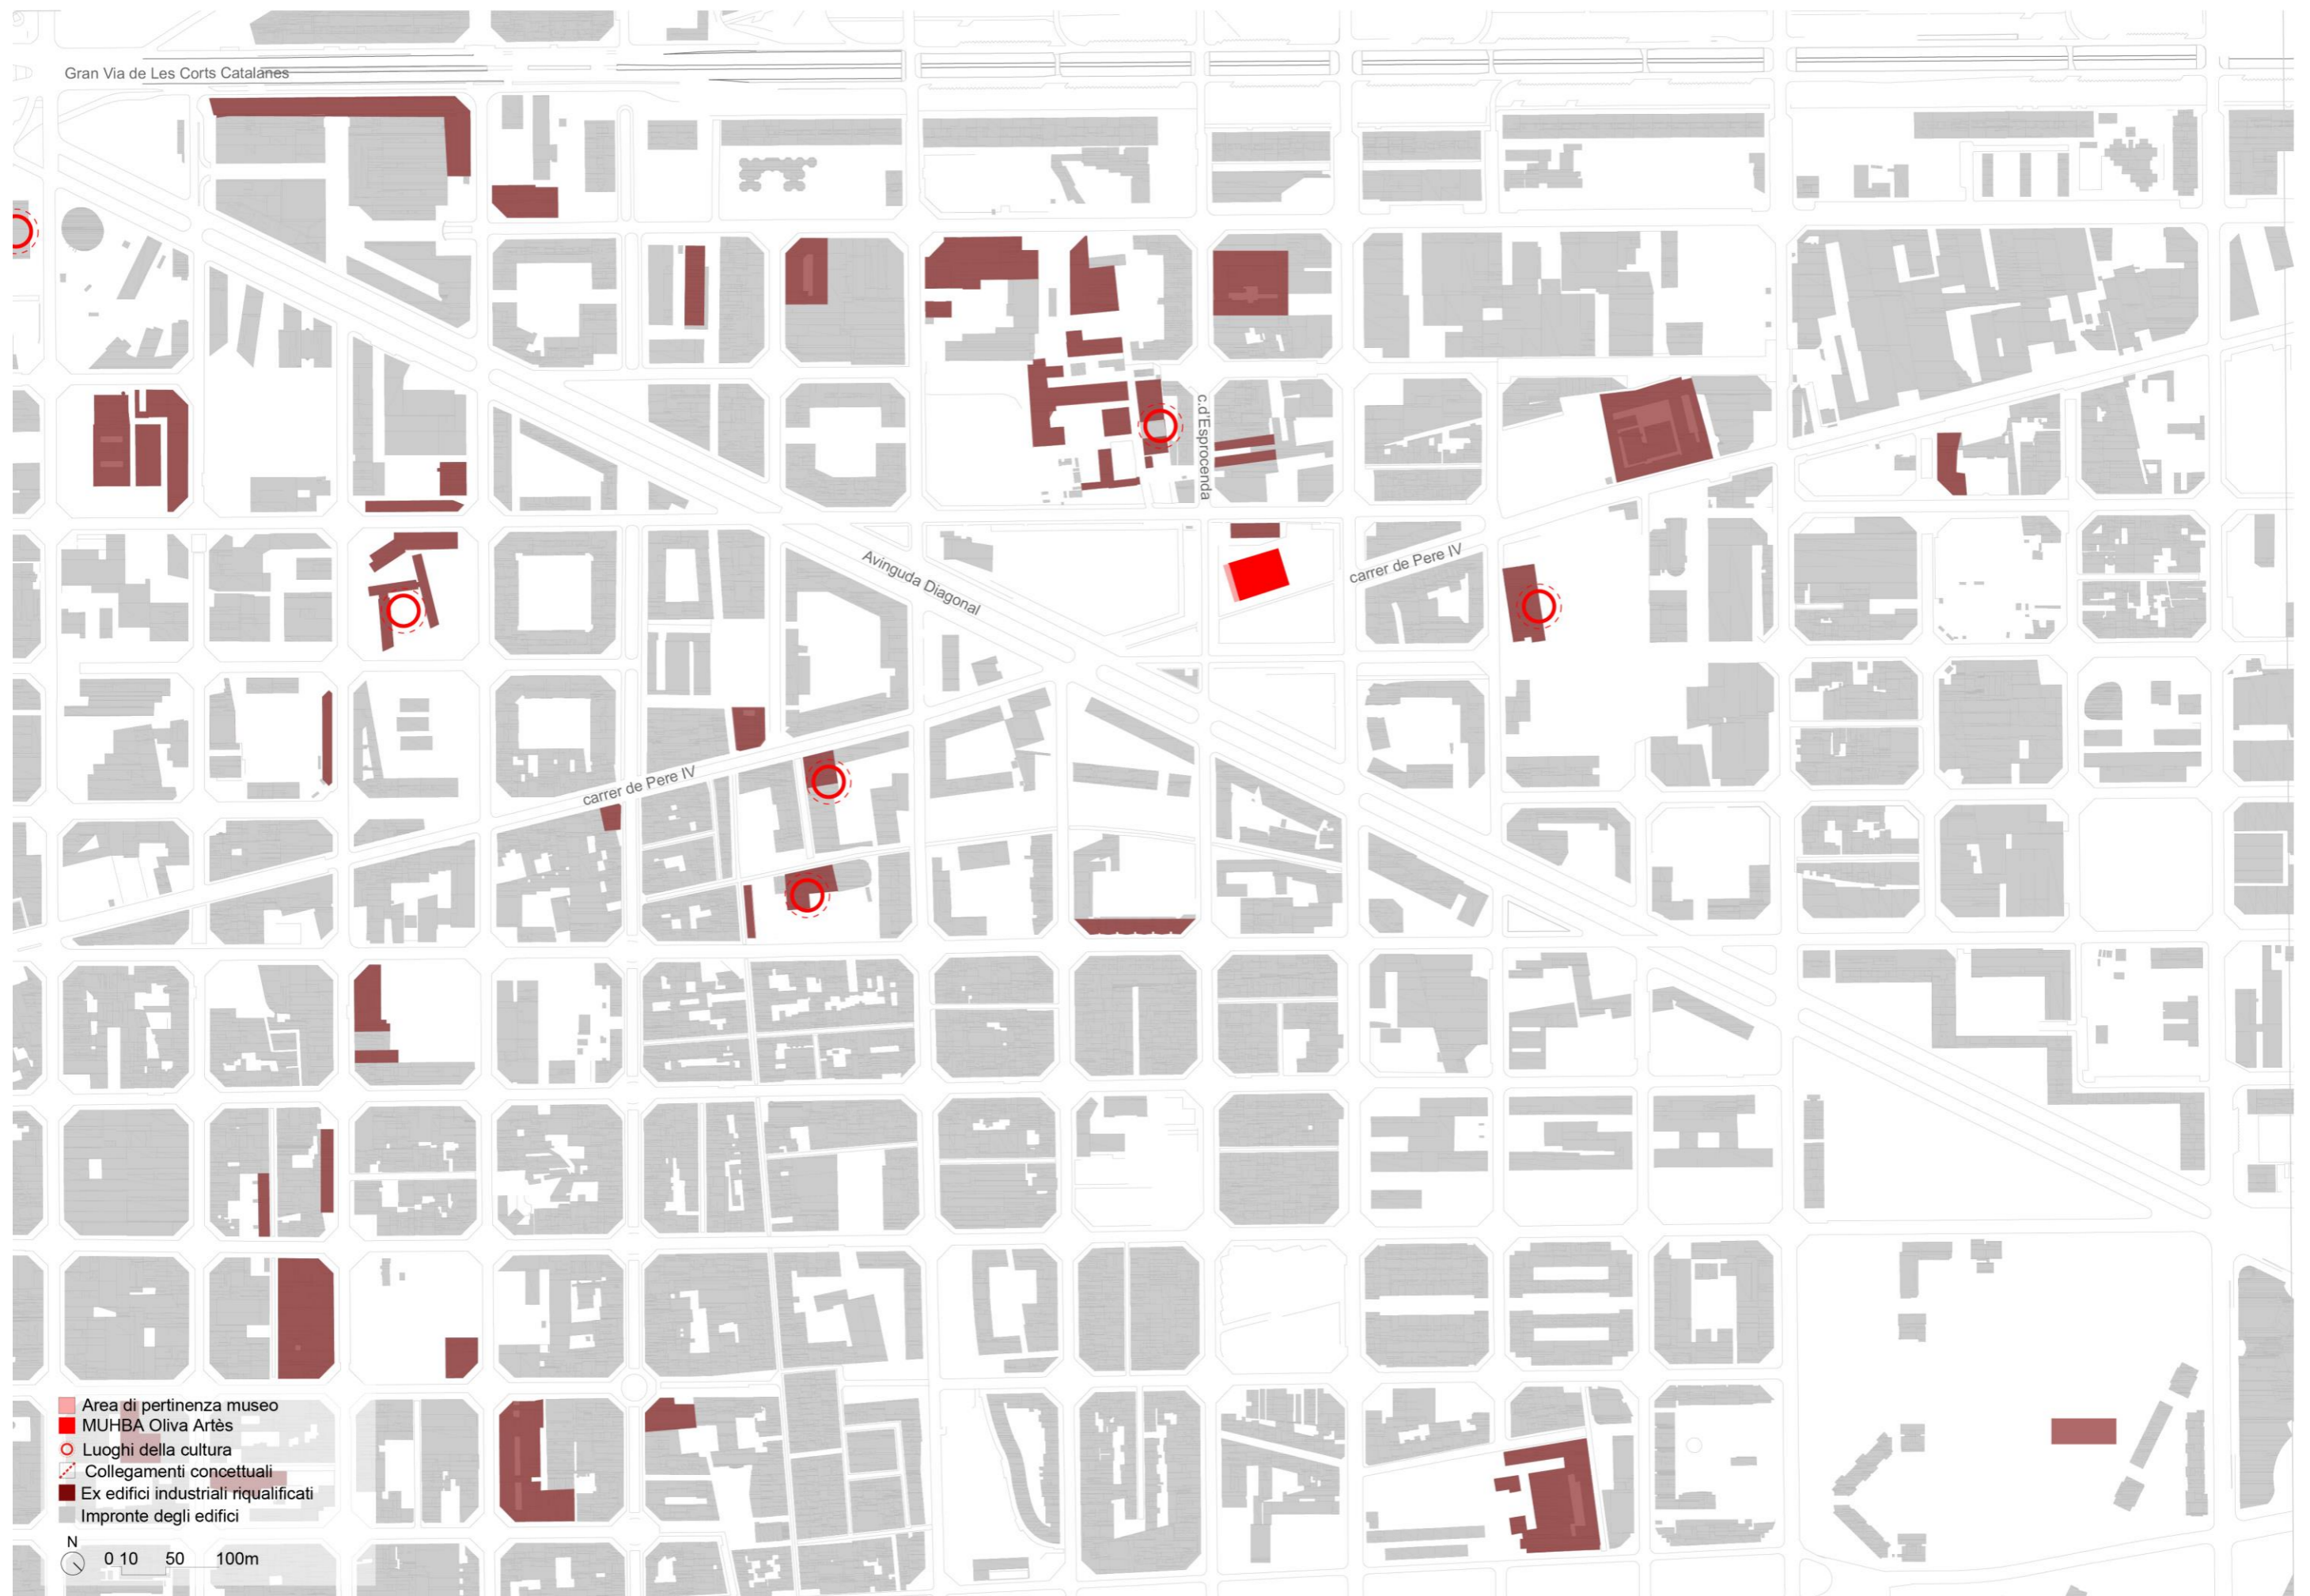 Gran Via de Les Corts Catalanes
c.d'Esprocenda
Avinguda Diagonal
carrer de Pere IV
carrer de Pere IV
Area di pertinenza museo
MUHBA Oliva Artès
Luoghi della cultura
Collegamenti concettuali
Ex edifici industriali riqualificati
Impronte degli edifici
N
0 10 50 100m